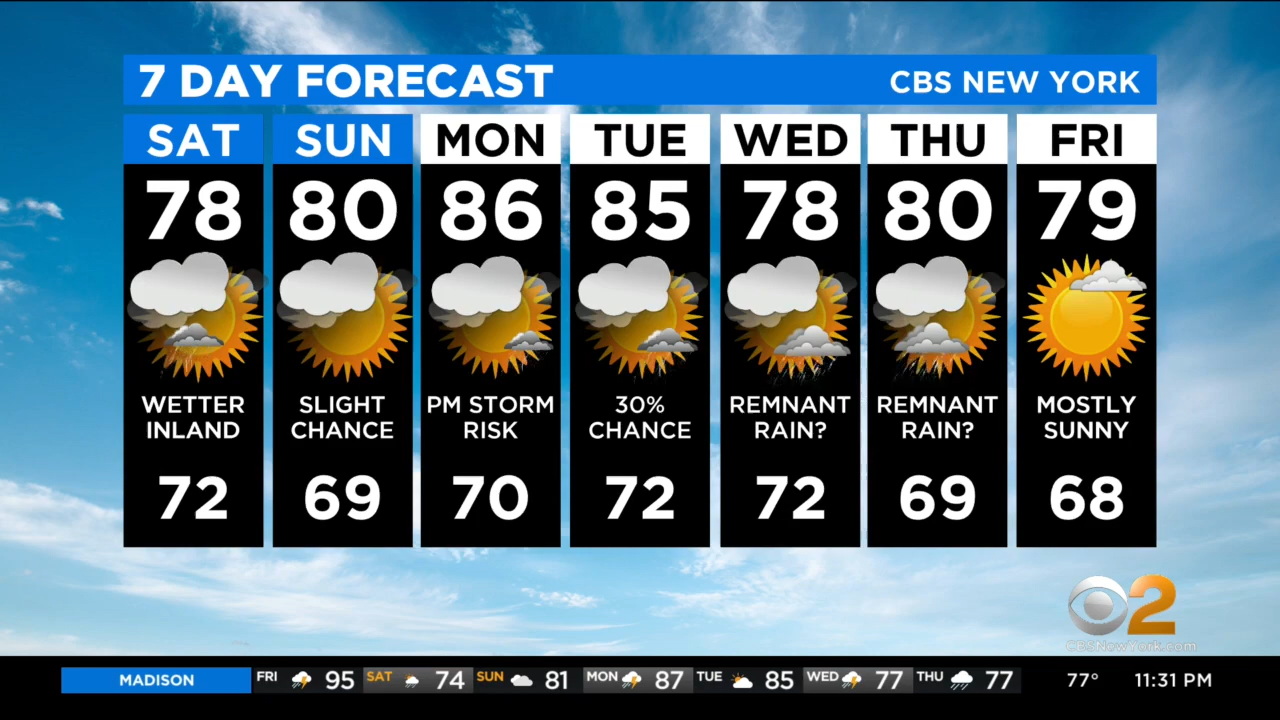 7 DAY FORECAST CBS NEW YORK
SAT SUN MON TUE WED THU FRI
78 80 86 85 78 80 79
WETTER INLAND
SLIGHT CHANCE
PM STORM RISK
30% CHANCE
REMNANT RAIN?
REMNANT RAIN?
MOSTLY SUNNY
72 69 70 72 72 69 68
2
CBSNewYork.com
MADISON FRI 95 SAT 74 SUN 81 MON 87 TUE 85 WED 77 THU 77 77° 11:31 PM